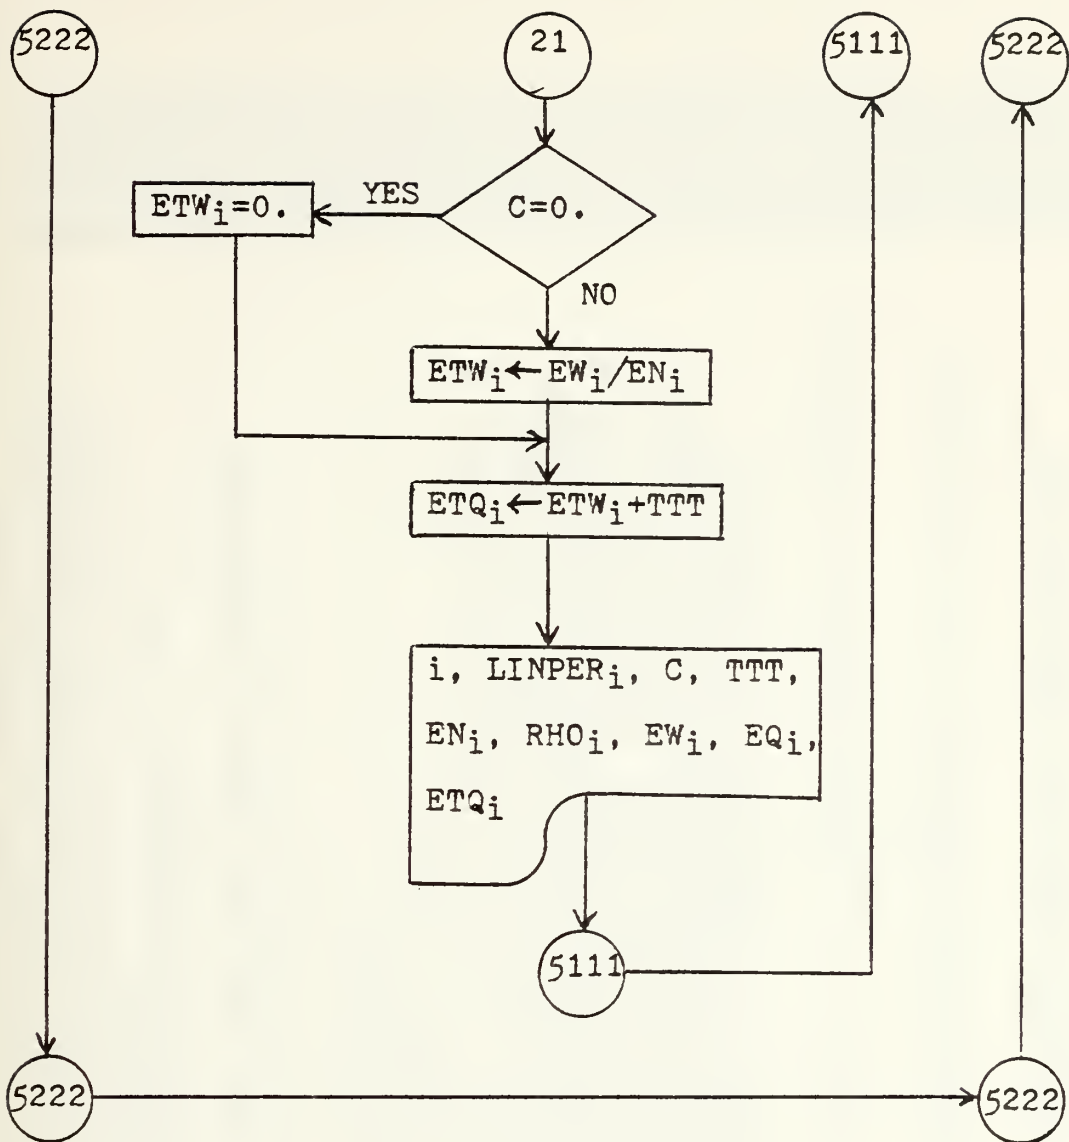 5222
21
5111
5222
C=0.
YES
ETWi=0.
NO
ETWi←EWi/ENi
ETQi←ETWi+TTT
i, LINPERi, C, TTT,
ENi, RHOi, EWi, EQi,
ETQi
5111
5222
5222